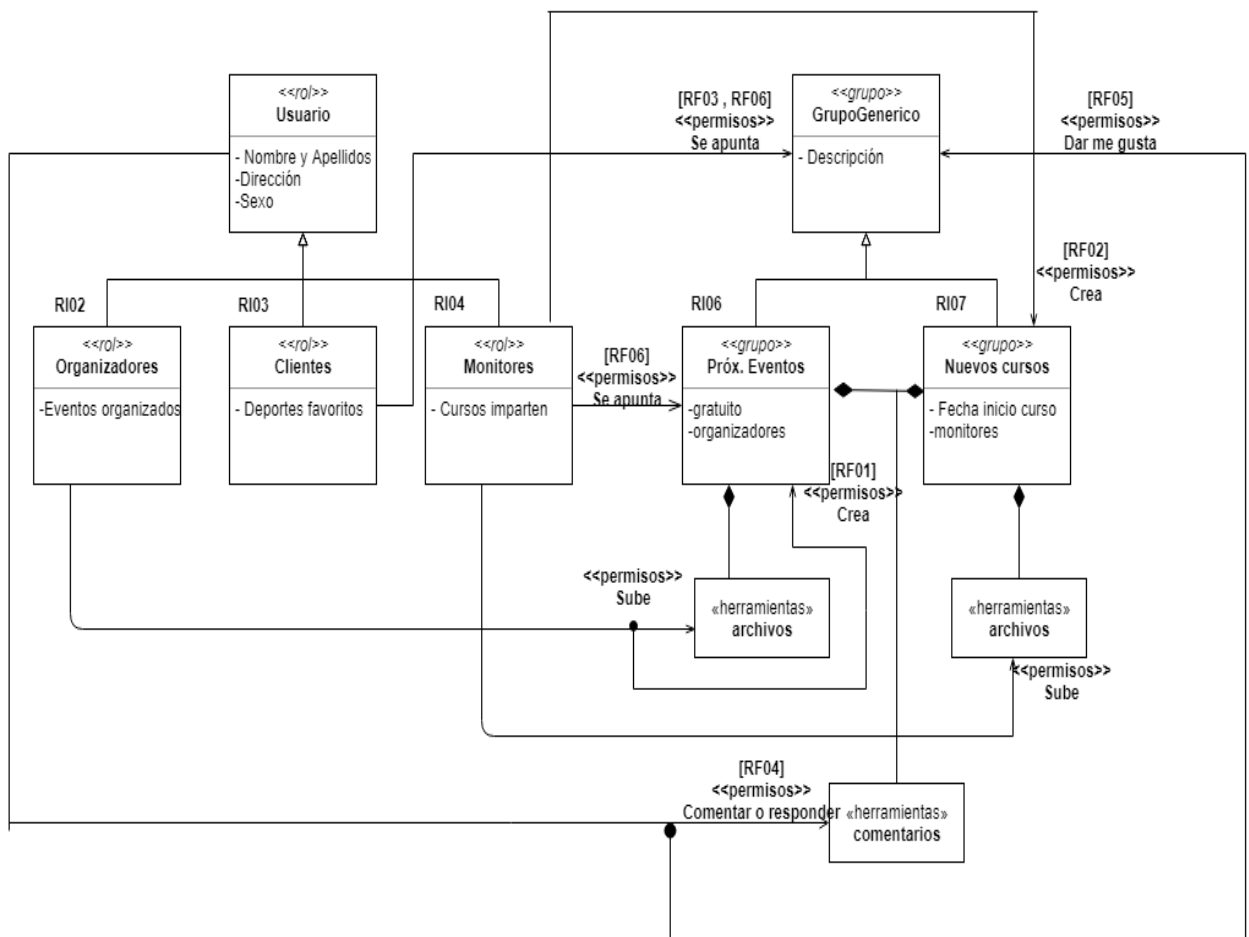 <<rol>>
Usuario
- Nombre y Apellidos
-Dirección
-Sexo
[RF03 , RF06]
<<permisos>>
Se apunta
<<grupo>>
GrupoGenerico
- Descripción
[RF05]
<<permisos>>
Dar me gusta
[RF02]
<<permisos>>
Crea
RI02
<<rol>>
Organizadores
-Eventos organizados
RI03
<<rol>>
Clientes
- Deportes favoritos
RI04
<<rol>>
Monitores
- Cursos imparten
[RF06]
<<permisos>>
Se apunta
RI06
<<grupo>>
Próx. Eventos
-gratuito
-organizadores
RI07
<<grupo>>
Nuevos cursos
- Fecha inicio curso
-monitores
[RF01]
<<permisos>>
Crea
<<permisos>>
Sube
«herramientas»
archivos
«herramientas»
archivos
<<permisos>>
Sube
[RF04]
<<permisos>>
Comentar o responder
«herramientas»
comentarios